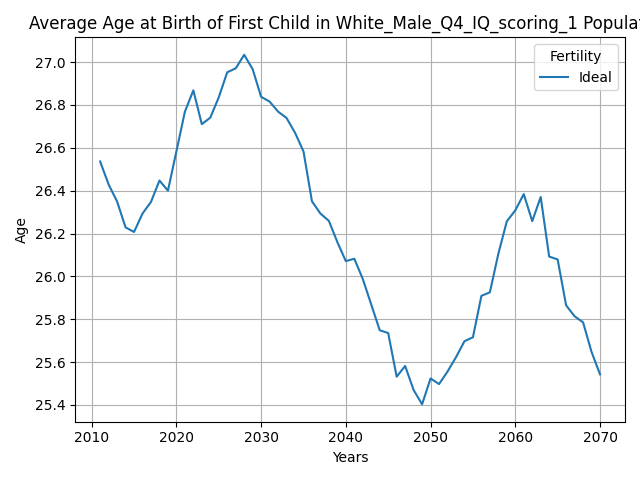 Average Age at Birth of First Child in White_Male_Q4_IQ_scoring_1 Popula
Fertility
Ideal
27.0
26.8
26.6
26.4
26.2
26.0
25.8
25.6
25.4
Age
2010 2020 2030 2040 2050 2060 2070
Years